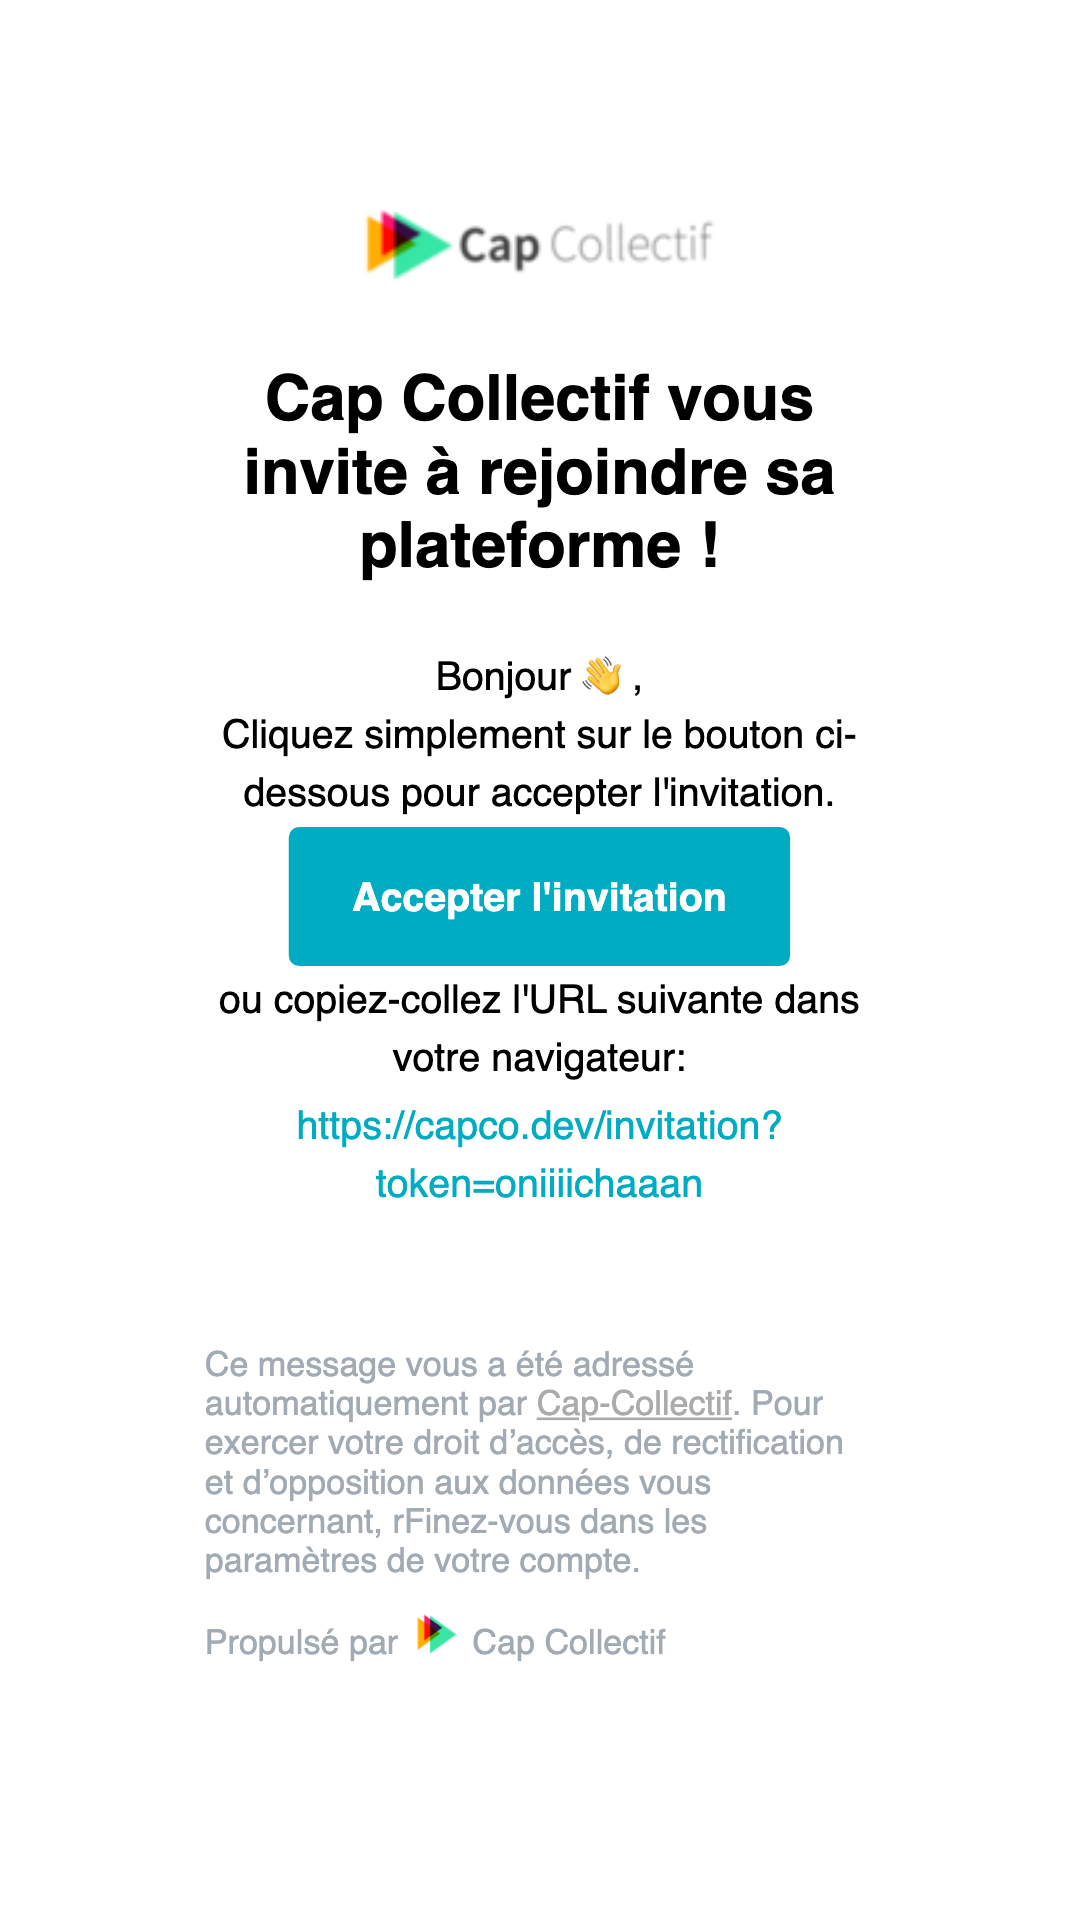 Cap Collectif
Cap Collectif vous
invite à rejoindre sa
plateforme !
Bonjour 👋 ,
Cliquez simplement sur le bouton ci-
dessous pour accepter l'invitation.
Accepter l'invitation
ou copiez-collez l'URL suivante dans
votre navigateur:
https://capco.dev/invitation?
token=oniiiichaaan
Ce message vous a été adressé
automatiquement par Cap-Collectif. Pour
exercer votre droit d’accès, de rectification
et d’opposition aux données vous
concernant, rFinez-vous dans les
paramètres de votre compte.
Propulsé par Cap Collectif